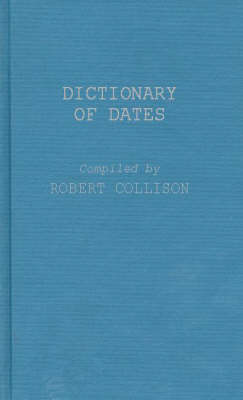 DICTIONARY
OF DATES
Compiled by
ROBERT COLLISON